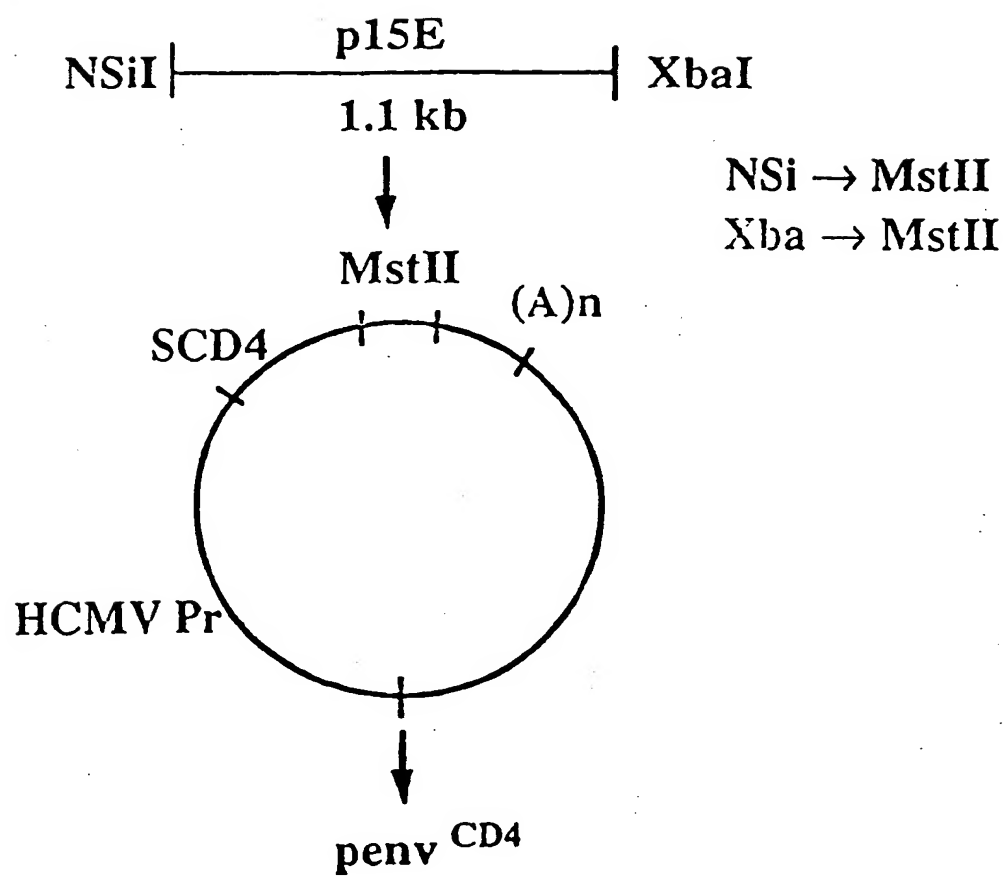 p15E
NSiI
XbaI
1.1 kb
NSi → MstII
Xba → MstII
MstII
(A)n
SCD4
HCMV Pr
penv CD4